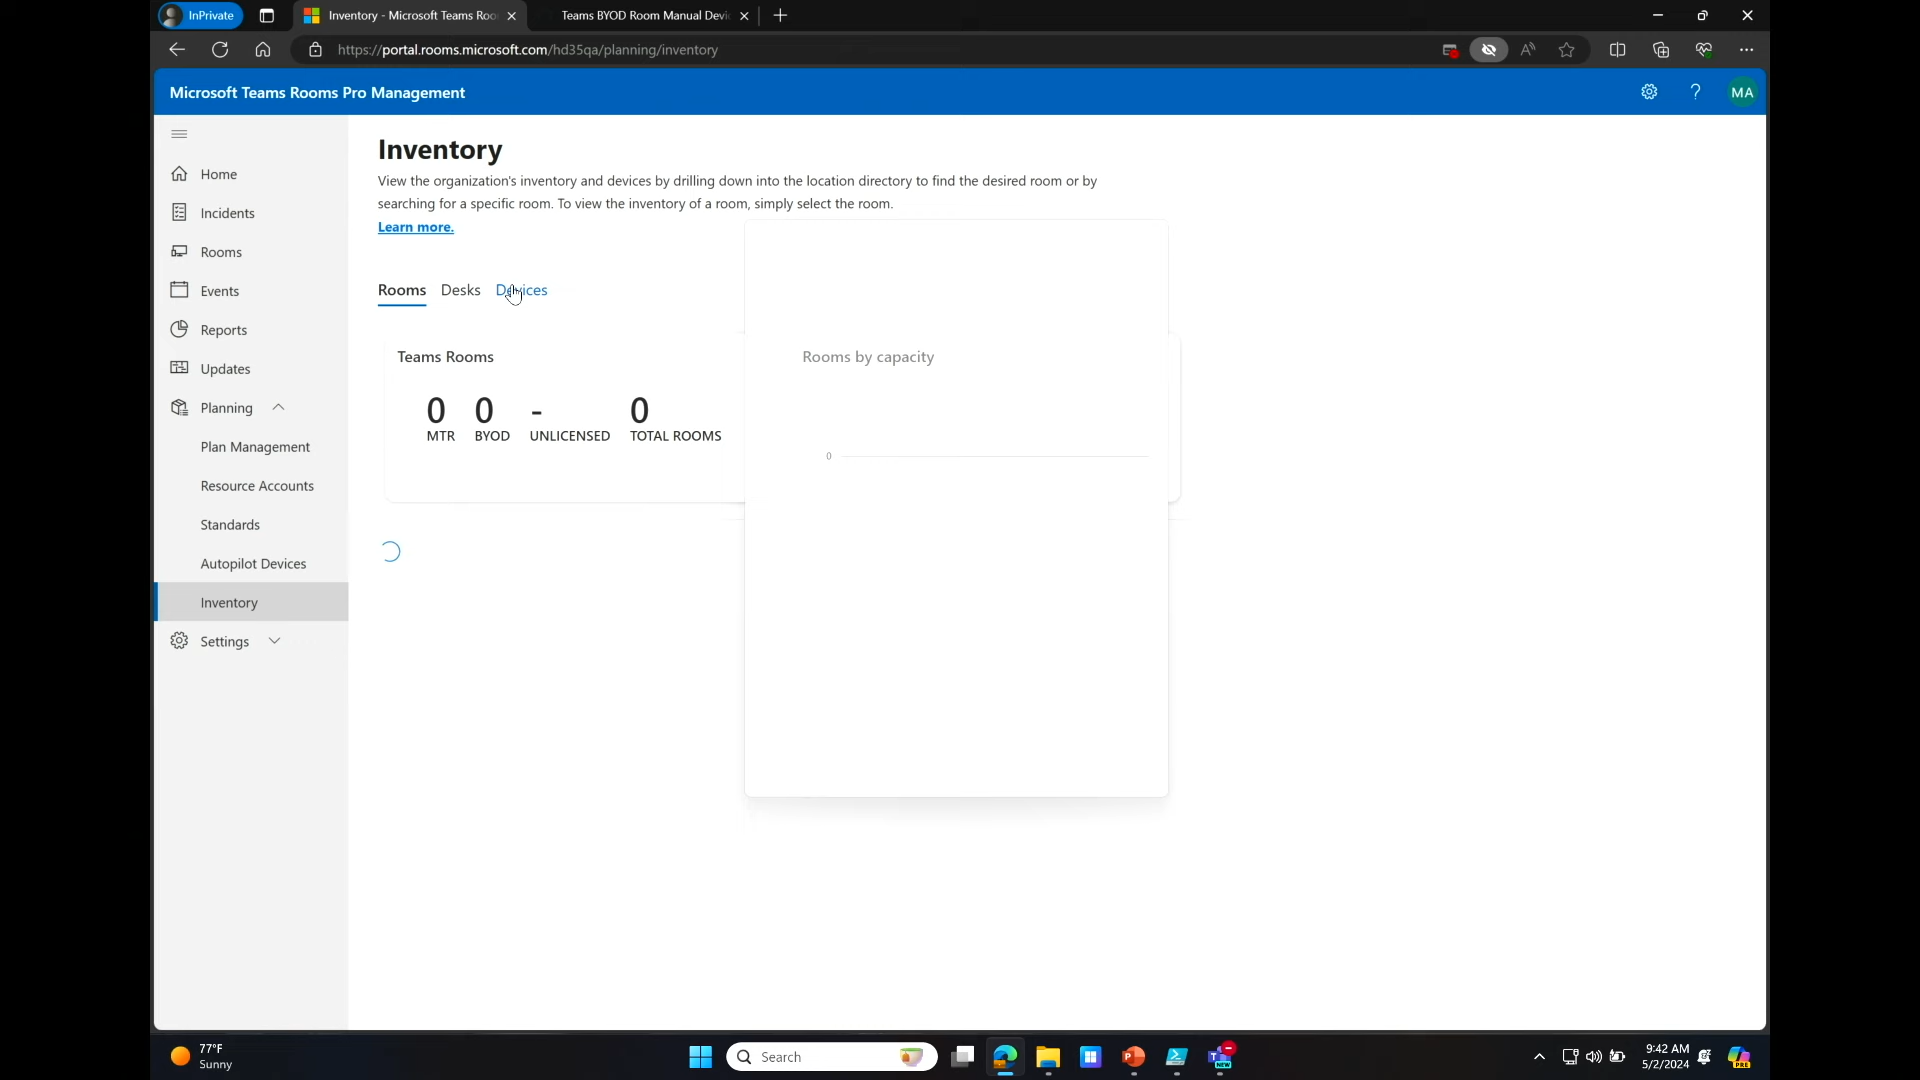 InPrivate
Inventory - Microsoft Teams Roo
Teams BYOD Room Manual Devi
https://portal.rooms.microsoft.com/hd35qa/planning/inventory
Microsoft Teams Rooms Pro Management
?
MA
Home
Incidents
Rooms
Events
Reports
Updates
Planning
Plan Management
Resource Accounts
Standards
Autopilot Devices
Inventory
Settings
Inventory
View the organization's inventory and devices by drilling down into the location directory to find the desired room or by
searching for a specific room. To view the inventory of a room, simply select the room.
Learn more.
Rooms Desks Devices
Teams Rooms
0 0 - 0
MTR BYOD UNLICENSED TOTAL ROOMS
Rooms by capacity
0
77°F
Sunny
Search
NEW
9:42 AM
5/2/2024
PRE